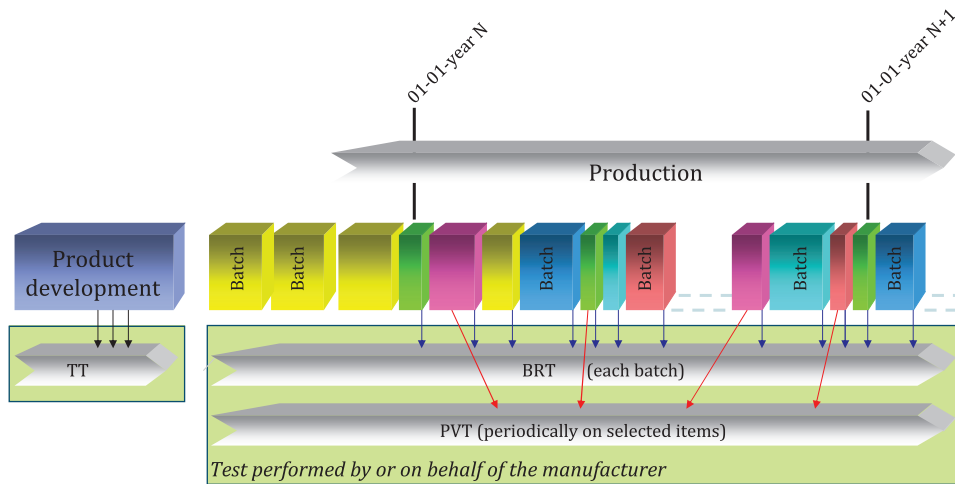 01-01-year N
01-01-year N+1
Production
Product
development
Batch
Batch
Batch
Batch
Batch
Batch
Batch
TT
BRT (each batch)
PVT (periodically on selected items)
Test performed by or on behalf of the manufacturer